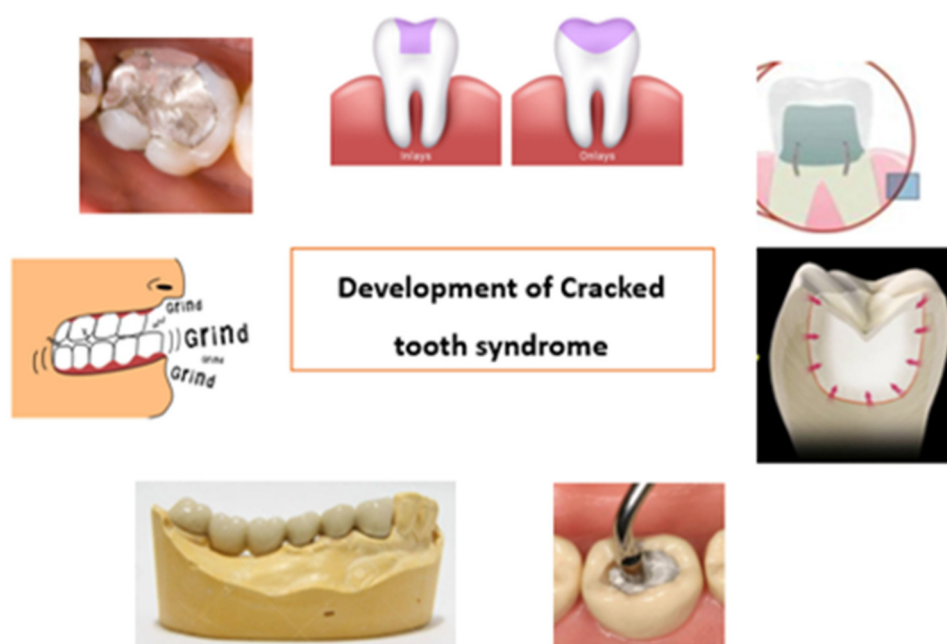 Inlays
Onlays
Development of Cracked
tooth syndrome
Grind
Grind
Grind
Grind